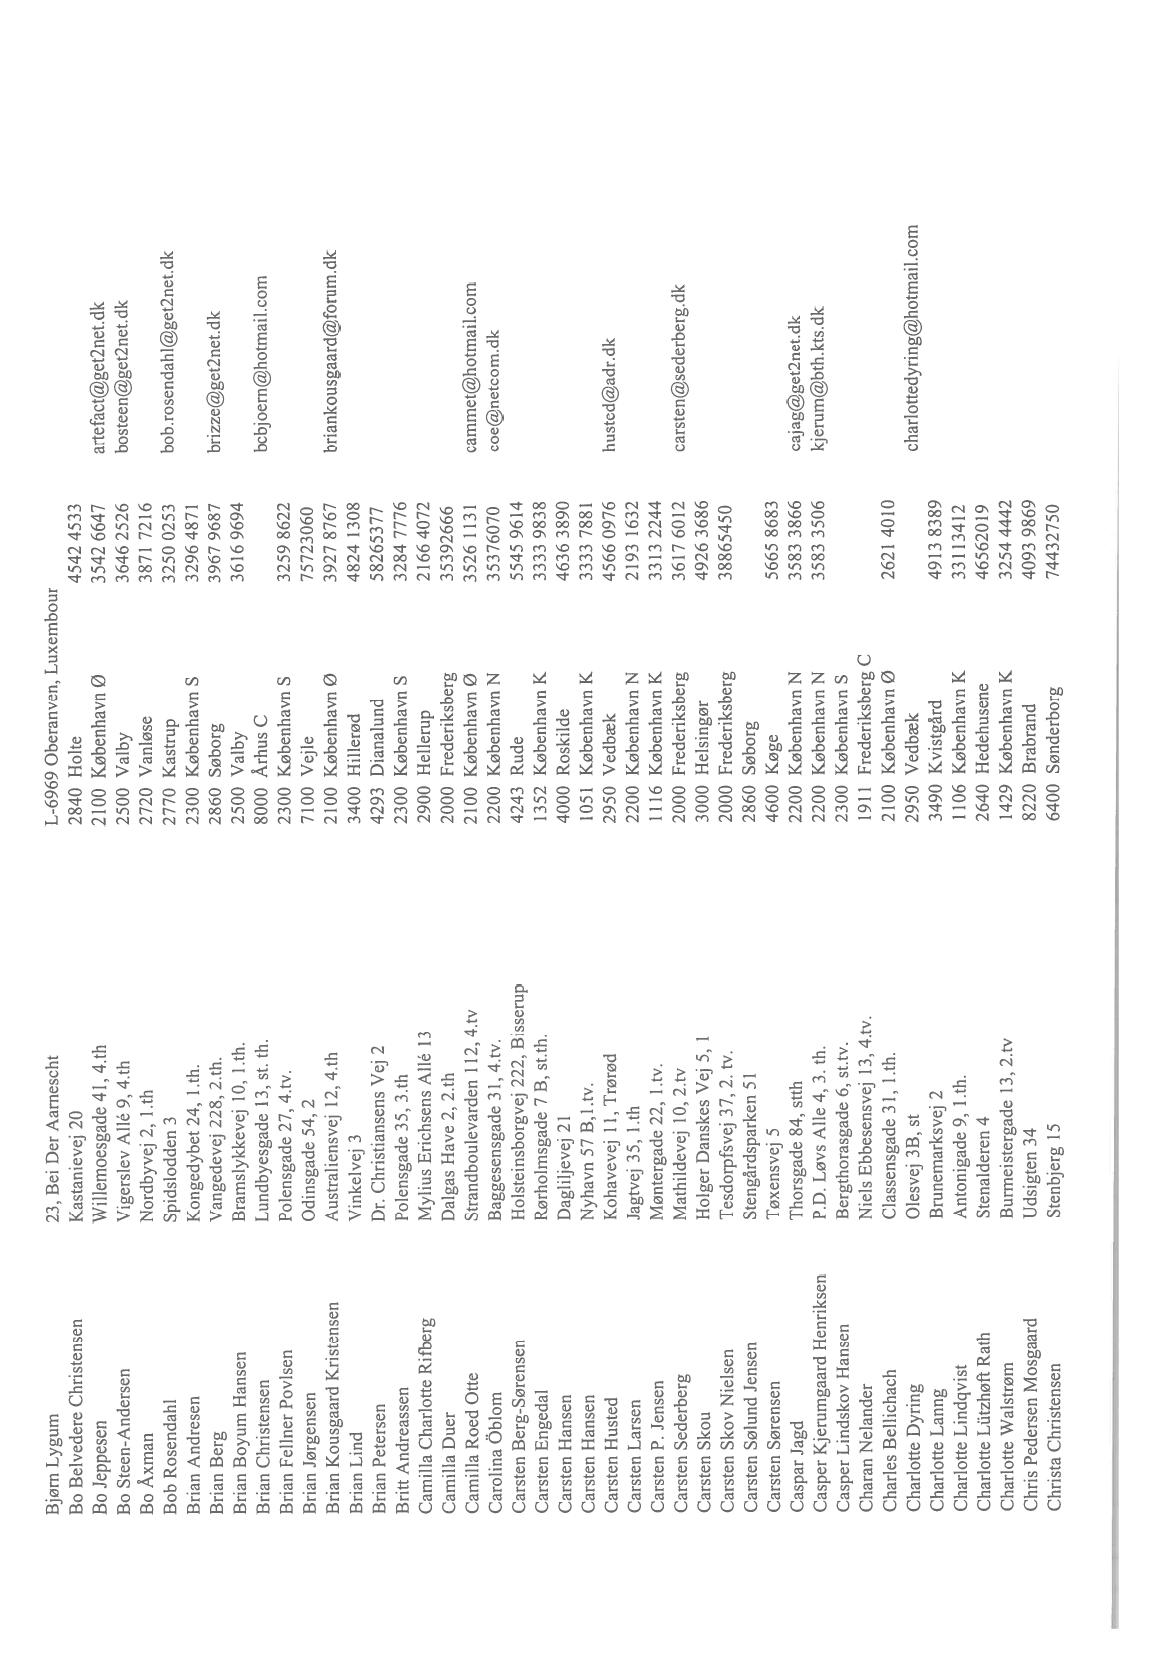 Bjørn Lygum 23, Bei Der Aarnescht L-6969 Oberanven, Luxembour
Bo Belvedere Christensen Kastanievej 20 2840 Holte 4542 4533
Bo Jeppesen Willemoesgade 41, 4.th 2100 København Ø 3542 6647 artefact@get2net.dk
Bo Steen-Andersen Vigerslev Allé 9, 4.th 2500 Valby 3646 2526 bosteen@get2net.dk
Bo Åxman Nordbyvej 2, 1.th 2720 Vanløse 3871 7216
Bob Rosendahl Spidslodden 3 2770 Kastrup 3250 0253 bob.rosendahl@get2net.dk
Brian Andresen Kongedybet 24, 1.th. 2300 København S 3296 4871
Brian Berg Vangedevej 228, 2.th. 2860 Søborg 3967 9687 brizze@get2net.dk
Brian Boyum Hansen Bramslykkevej 10, 1.th. 2500 Valby 3616 9694
Brian Christensen Lundbyesgade 13, st. th. 8000 Århus C bcbjoern@hotmail.com
Brian Fellner Povlsen Polensgade 27, 4.tv. 2300 København S 3259 8622
Brian Jørgensen Odinsgade 54, 2 7100 Vejle 75723060
Brian Kousgaard Kristensen Australiensvej 12, 4.th 2100 København Ø 3927 8767 briankousgaard@forum.dk
Brian Lind Vinkelvej 3 3400 Hillerød 4824 1308
Brian Petersen Dr. Christiansens Vej 2 4293 Dianalund 58265377
Britt Andreassen Polensgade 35, 3.th 2300 København S 3284 7776
Camilla Charlotte Rifberg Mylius Erichsens Allé 13 2900 Hellerup 2166 4072
Camilla Duer Dalgas Have 2, 2.th 2000 Frederiksberg 35392666
Camilla Roed Otte Strandboulevarden 112, 4.tv 2100 København Ø 3526 1131 cammet@hotmail.com
Carolina Öblom Baggesensgade 31, 4.tv. 2200 København N 35376070 coe@netcom.dk
Carsten Berg-Sørensen Holsteinsborgvej 222, Bisserup 4243 Rude 5545 9614
Carsten Engedal Rørholmsgade 7 B, st.th. 1352 København K 3333 9838
Carsten Hansen Dagliljevej 21 4000 Roskilde 4636 3890
Carsten Hansen Nyhavn 57 B,1.tv. 1051 København K 3333 7881
Carsten Husted Kohavevej 11, Trørød 2950 Vedbæk 4566 0976 husted@adr.dk
Carsten Larsen Jagtvej 35, 1.th 2200 København N 2193 1632
Carsten P. Jensen Møntergade 22, 1.tv. 1116 København K 3313 2244
Carsten Sederberg Mathildevej 10, 2.tv 2000 Frederiksberg 3617 6012 carsten@sederberg.dk
Carsten Skou Holger Danskes Vej 5, 1 3000 Helsingør 4926 3686
Carsten Skov Nielsen Tesdorpfsvej 37, 2. tv. 2000 Frederiksberg 38865450
Carsten Sølund Jensen Stengårdsparken 51 2860 Søborg
Carsten Sørensen Tøxensvej 5 4600 Køge 5665 8683
Caspar Jagd Thorsgade 84, stth 2200 København N 3583 3866 cajag@get2net.dk
Casper Kjerumgaard Henriksen P.D. Løvs Alle 4, 3. th. 2200 København N 3583 3506 kjerum@bth.kts.dk
Casper Lindskov Hansen Bergthorasgade 6, st.tv. 2300 København S
Charan Nelander Niels Ebbesensvej 13, 4.tv. 1911 Frederiksberg C
Charles Bellichach Classensgade 31, 1.th. 2100 København Ø 2621 4010
Charlotte Dyring Olesvej 3B, st 2950 Vedbæk charlottedyring@hotmail.com
Charlotte Lanng Brunemarksvej 2 3490 Kvistgård 4913 8389
Charlotte Lindqvist Antonigade 9, 1.th. 1106 København K 33113412
Charlotte Lützhøft Rath Stenalderen 4 2640 Hedehusene 46562019
Charlotte Walstrøm Burmeistergade 13, 2.tv 1429 København K 3254 4442
Chris Pedersen Mosgaard Udsigten 34 8220 Brabrand 4093 9869
Christa Christensen Stenbjerg 15 6400 Sønderborg 74432750